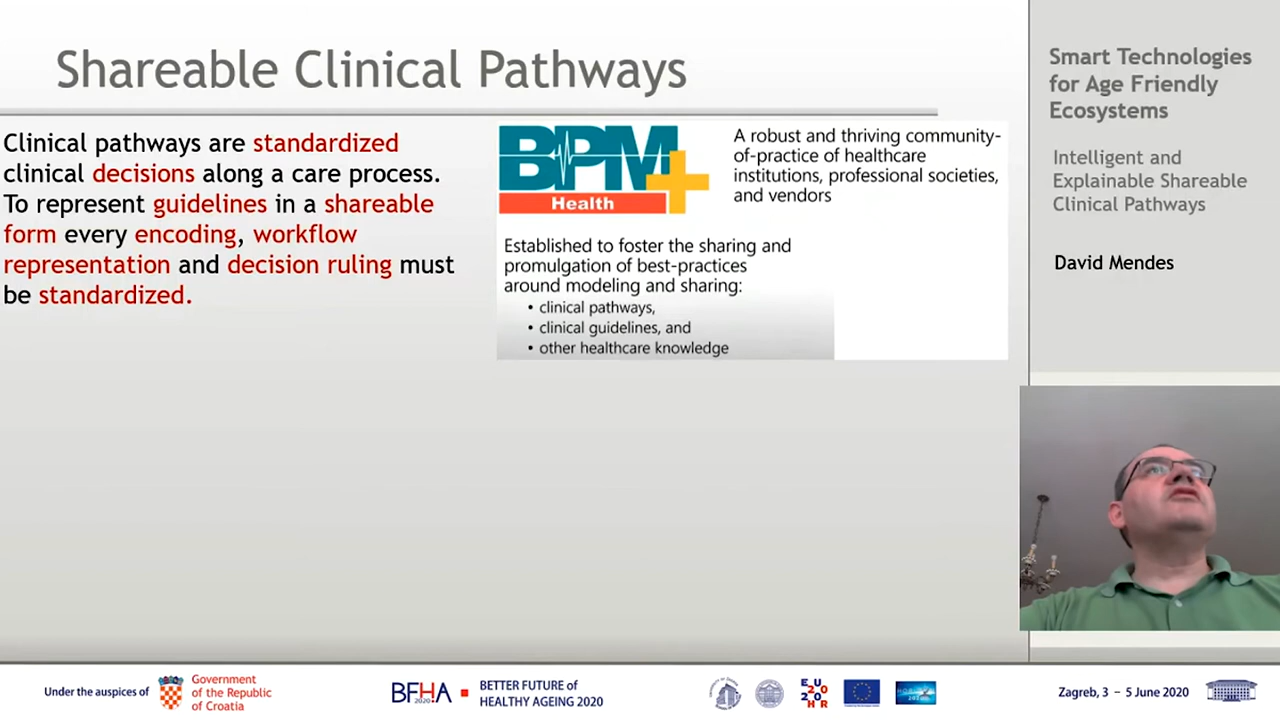 Shareable Clinical Pathways
Clinical pathways are standardized
clinical decisions along a care process.
To represent guidelines in a shareable
form every encoding, workflow
representation and decision ruling must
be standardized.
BPM+
Health
A robust and thriving community-
of-practice of healthcare
institutions, professional societies,
and vendors
Established to foster the sharing and
promulgation of best-practices
around modeling and sharing:
• clinical pathways,
• clinical guidelines, and
• other healthcare knowledge
Smart Technologies
for Age Friendly
Ecosystems
Intelligent and
Explainable Shareable
Clinical Pathways
David Mendes
Under the auspices of
Government
of the Republic
of Croatia
BFHA
2020
BETTER FUTURE of
HEALTHY AGEING 2020
EU
20
20
HR
Zagreb, 3 – 5 June 2020